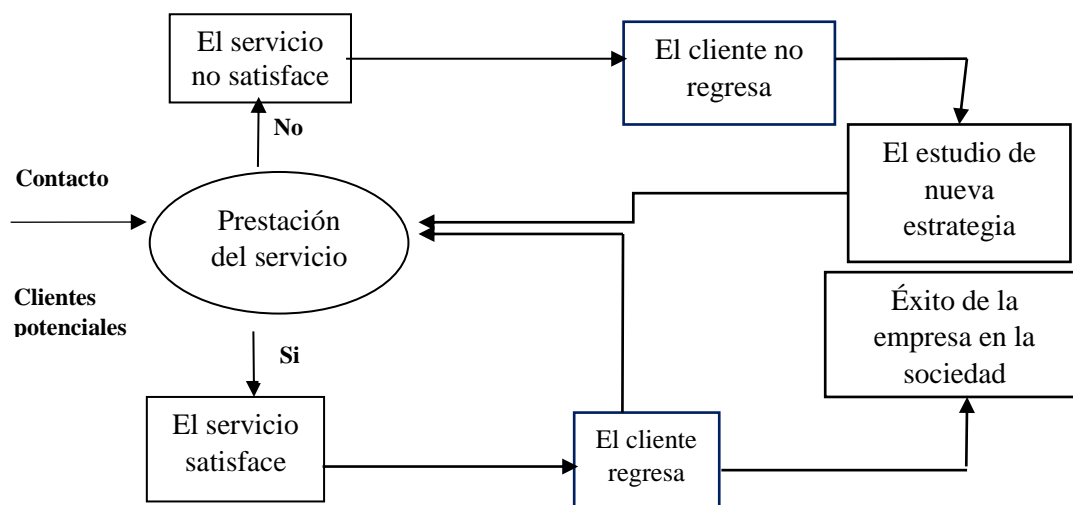 El servicio
no satisface
El cliente no
regresa
No
El estudio de
nueva
estrategia
Contacto
Prestación
del servicio
Clientes
potenciales
Éxito de la
empresa en la
sociedad
Si
El servicio
satisface
El cliente
regresa